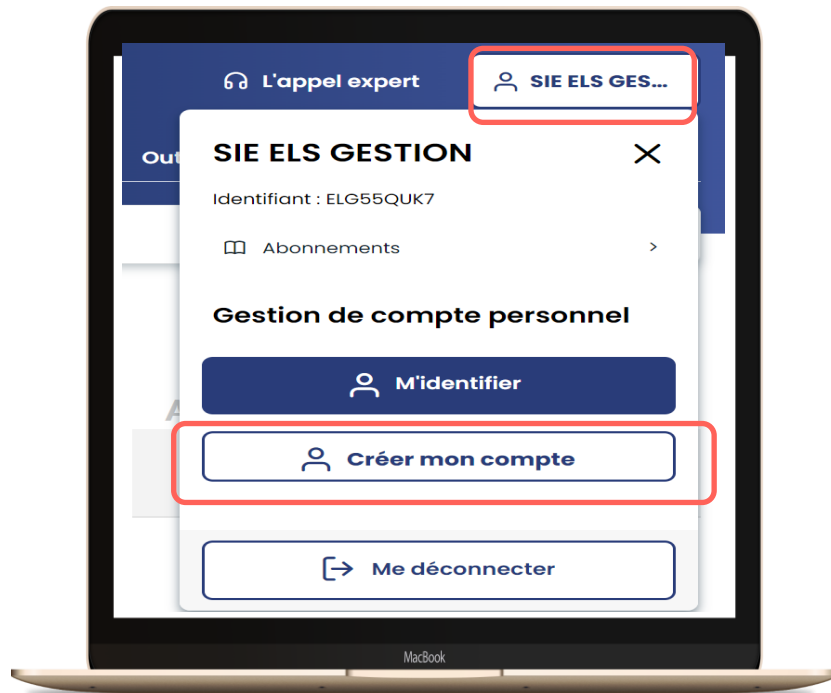 L'appel expert
SIE ELS GES...
Out
SIE ELS GESTION
Identifiant : ELG55QUK7
Abonnements
Gestion de compte personnel
M'identifier
A
Créer mon compte
Me déconnecter
MacBook